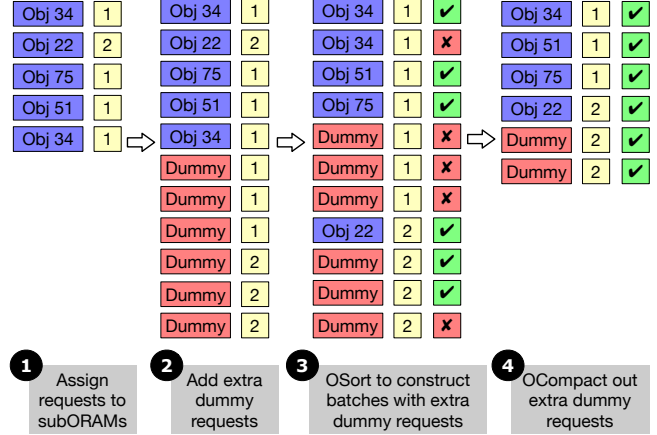 Obj 34 1
Obj 22 2
Obj 75 1
Obj 51 1
Obj 34 1
Obj 34 1
Obj 22 2
Obj 75 1
Obj 51 1
Obj 34 1
Dummy 1
Dummy 1
Dummy 1
Dummy 2
Dummy 2
Dummy 2
Obj 34 1 ✔
Obj 34 1 ✘
Obj 51 1 ✔
Obj 75 1 ✔
Dummy 1 ✘
Dummy 1 ✘
Dummy 1 ✘
Obj 22 2 ✔
Dummy 2 ✔
Dummy 2 ✔
Dummy 2 ✘
Obj 34 1 ✔
Obj 51 1 ✔
Obj 75 1 ✔
Obj 22 2 ✔
Dummy 2 ✔
Dummy 2 ✔
1
Assign
requests to
subORAMs
2
Add extra
dummy
requests
3
OSort to construct
batches with extra
dummy requests
4
OCompact out
extra dummy
requests